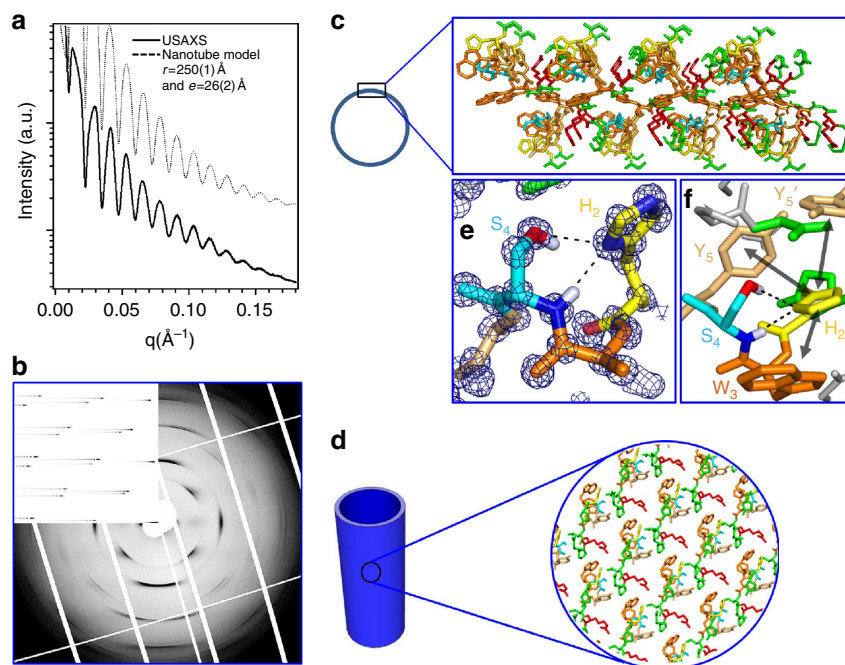 a
USAXS
Nanotube model
r=250(1) Å
and e=26(2) Å
Intensity (a.u.)
0.00 0.05 0.10 0.15
q(Å⁻¹)
b
c
e
S₄
H₂
f
Y₅′
Y₅
S₄
H₂
W₃
d